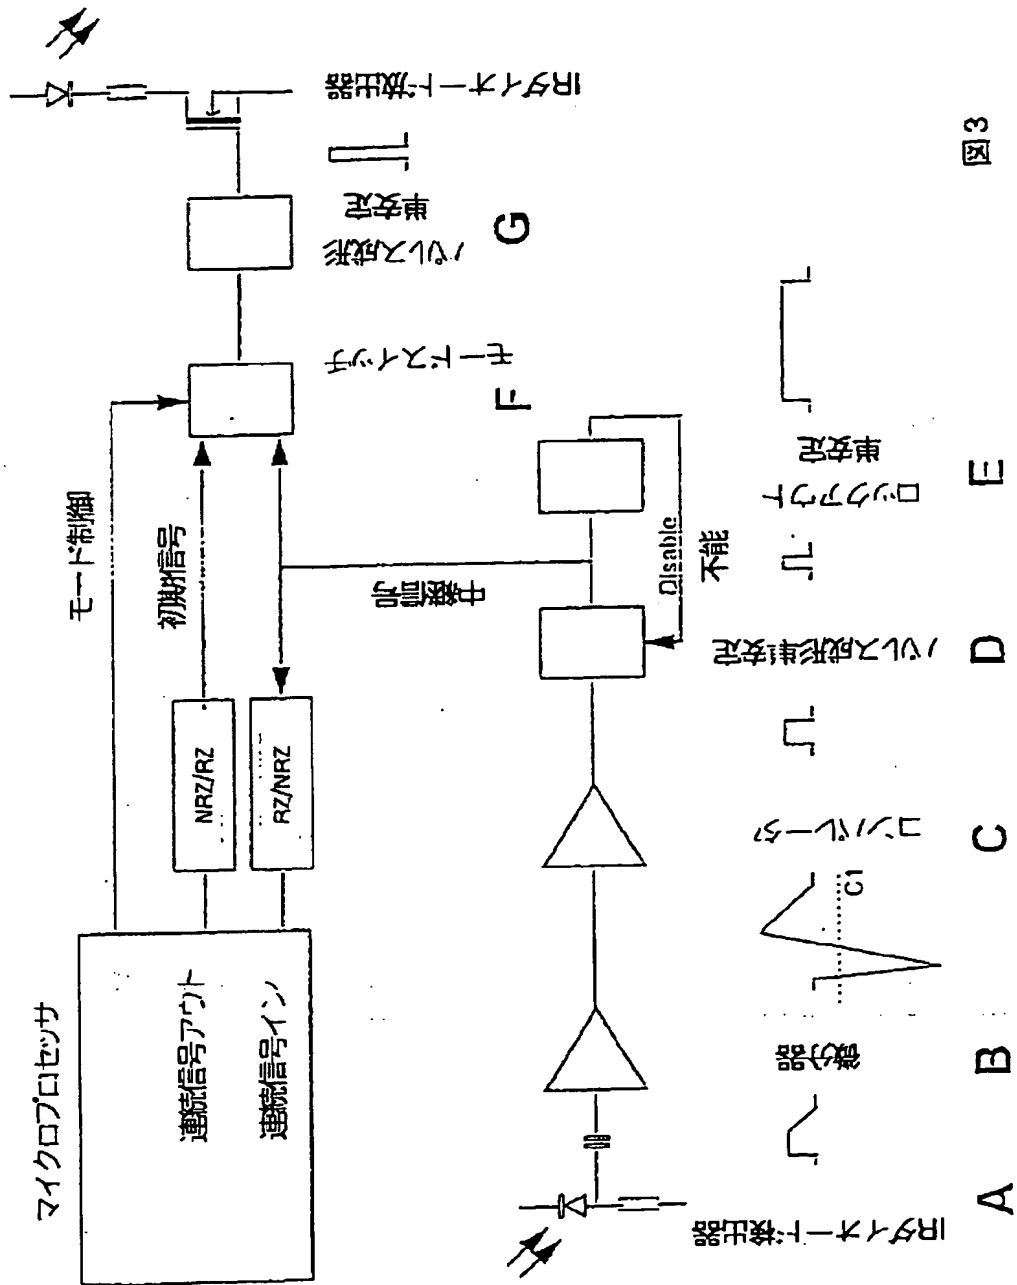 マイクロプロセッサ
モード制御
連続信号アウト
NRZ/RZ
初期信号
連続信号イン
RZ/NRZ
中継信号
モードスイッチ
パルス成形
単安定
IRダイオード放出器
Disable
不能
IRダイオード検出器
微分器
C1
コンパレータ
パルス成形単安定
ロックアウト
単安定
A
B
C
D
E
F
G
図3